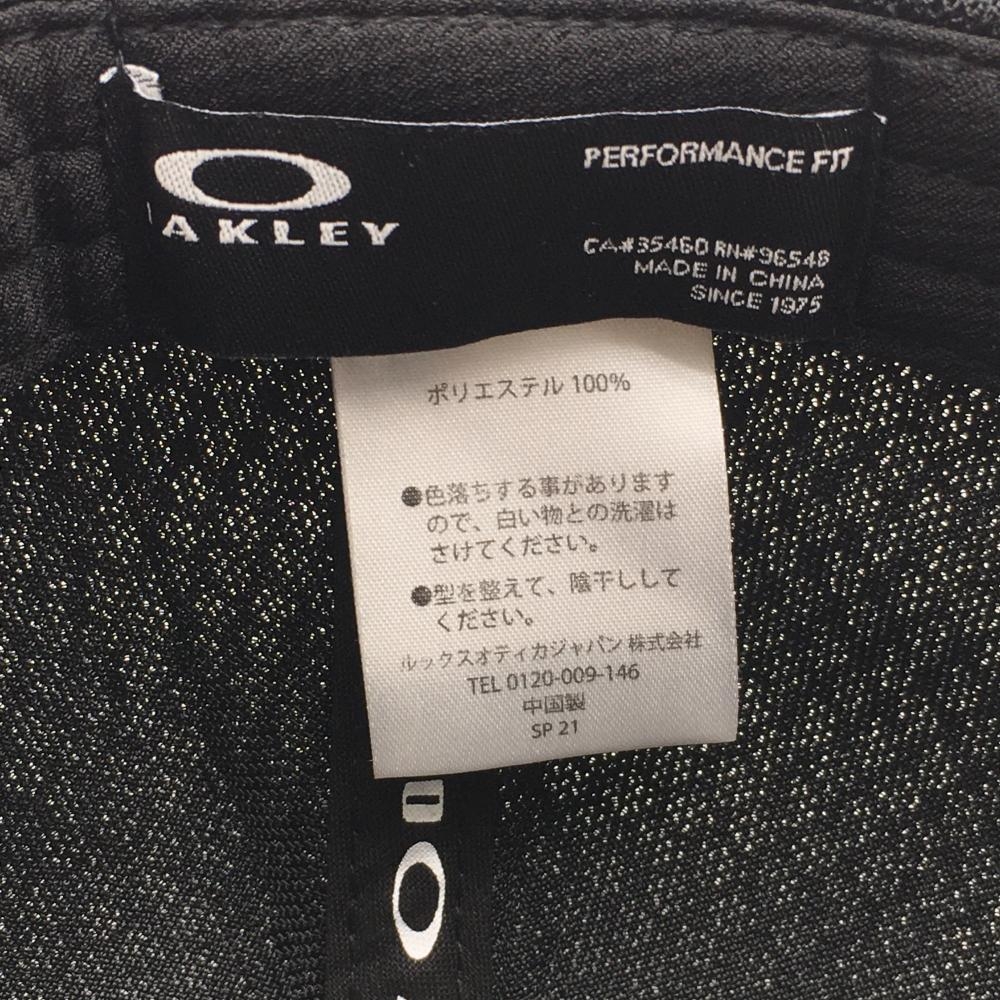 OAKLEY
PERFORMANCE FIT
CA#35460 RN#96548
MADE IN CHINA
SINCE 1975
ポリエステル 100%
●色落ちする事があります
ので、白い物との洗濯は
さけてください。
●型を整えて、陰干しして
ください。
ルックスオティカジャパン 株式会社
TEL 0120-009-146
中国製
SP 21